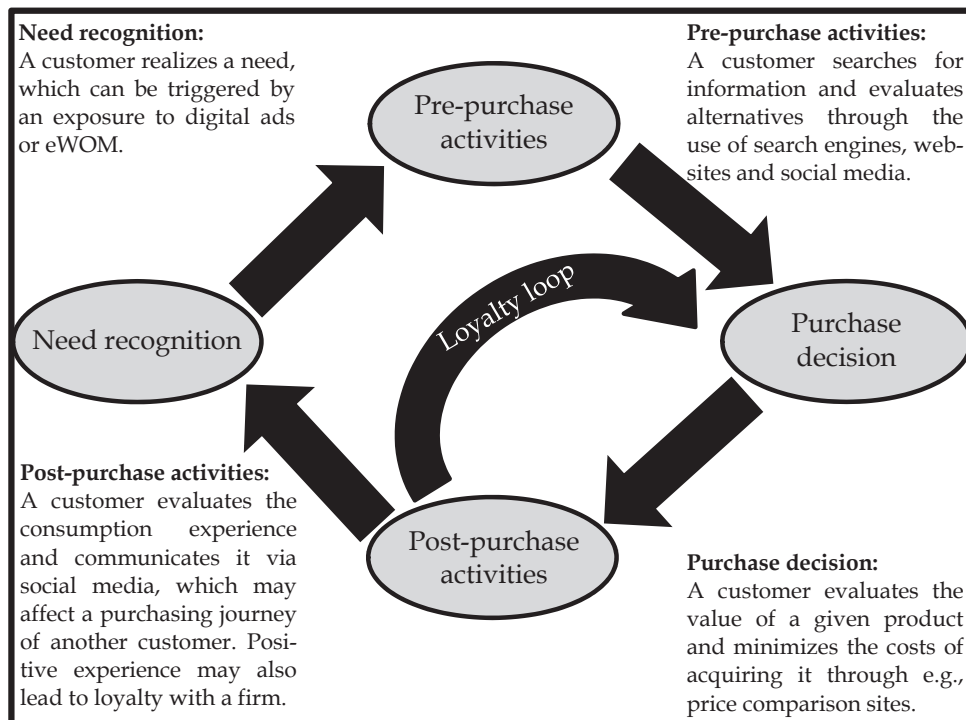 Need recognition:
A customer realizes a need,
which can be triggered by
an exposure to digital ads
or eWOM.
Pre-purchase activities:
A customer searches for
information and evaluates
alternatives through the
use of search engines, web-
sites and social media.
Pre-purchase
activities
Loyalty loop
Need recognition
Purchase
decision
Post-purchase
activities
Post-purchase activities:
A customer evaluates the
consumption experience
and communicates it via
social media, which may
affect a purchasing journey
of another customer. Posi-
tive experience may also
lead to loyalty with a firm.
Purchase decision:
A customer evaluates the
value of a given product
and minimizes the costs of
acquiring it through e.g.,
price comparison sites.